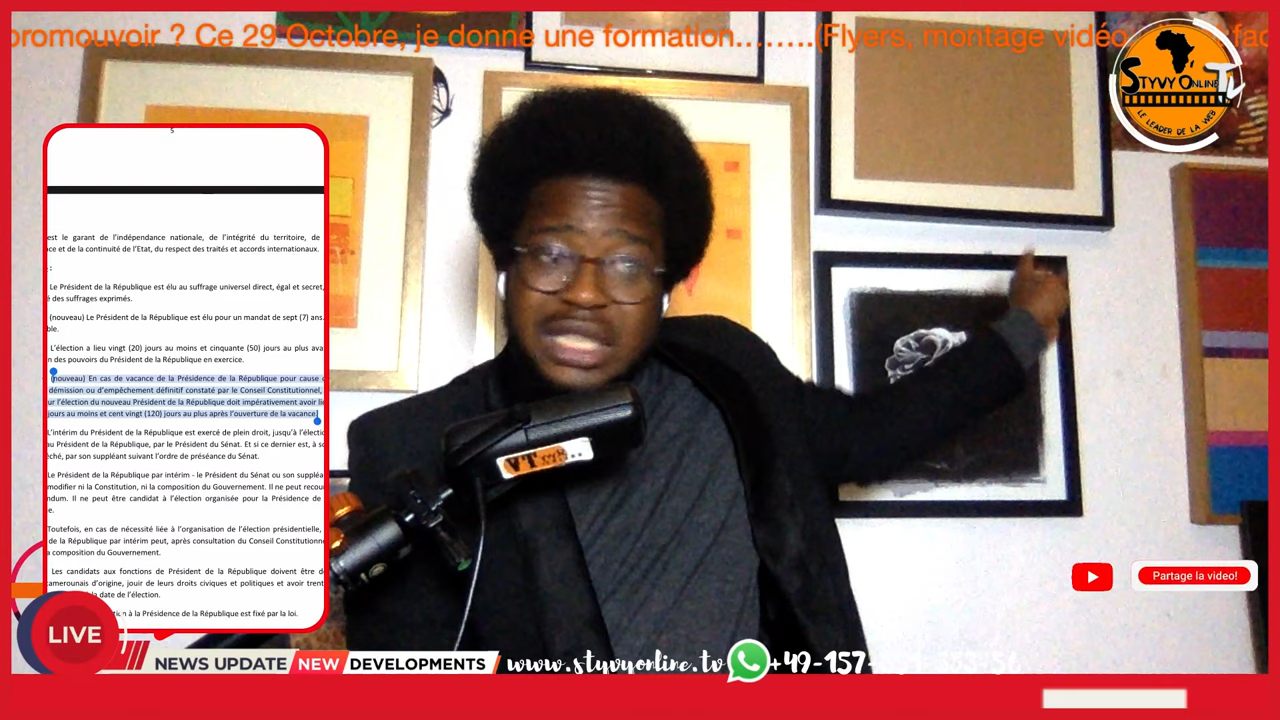 promouvoir ? Ce 29 Octobre, je donne une formation........(Flyers, montage vidéo
STYVY ONLINE Tv
LE LEADER DE LA WEB
5
est le garant de l'indépendance nationale, de l'intégrité du territoire, de
ce et de la continuité de l'Etat, du respect des traités et accords internationaux.
:
Le Président de la République est élu au suffrage universel direct, égal et secret,
é des suffrages exprimés.
(nouveau) Le Président de la République est élu pour un mandat de sept (7) ans.
ble.
L'élection a lieu vingt (20) jours au moins et cinquante (50) jours au plus ava
n des pouvoirs du Président de la République en exercice.
(nouveau) En cas de vacance de la Présidence de la République pour cause d
démission ou d'empêchement définitif constaté par le Conseil Constitutionnel,
ur l'élection du nouveau Président de la République doit impérativement avoir lie
jours au moins et cent vingt (120) jours au plus après l'ouverture de la vacance
L'intérim du Président de la République est exercé de plein droit, jusqu'à l'électio
u Président de la République, par le Président du Sénat. Et si ce dernier est, à so
ché, par son suppléant suivant l'ordre de préséance du Sénat.
Le Président de la République par intérim - le Président du Sénat ou son suppléa
modifier ni la Constitution, ni la composition du Gouvernement. Il ne peut recou
ndum. Il ne peut être candidat à l'élection organisée pour la Présidence de
e.
Toutefois, en cas de nécessité liée à l'organisation de l'élection présidentielle,
de la République par intérim peut, après consultation du Conseil Constitutionne
a composition du Gouvernement.
Les candidats aux fonctions de Président de la République doivent être de
amerounais d'origine, jouir de leurs droits civiques et politiques et avoir trent
la date de l'élection.
à la Présidence de la République est fixé par la loi.
Partage la video!
LIVE
NEWS UPDATE NEW DEVELOPMENTS www.styvyonline.tv +49-157-